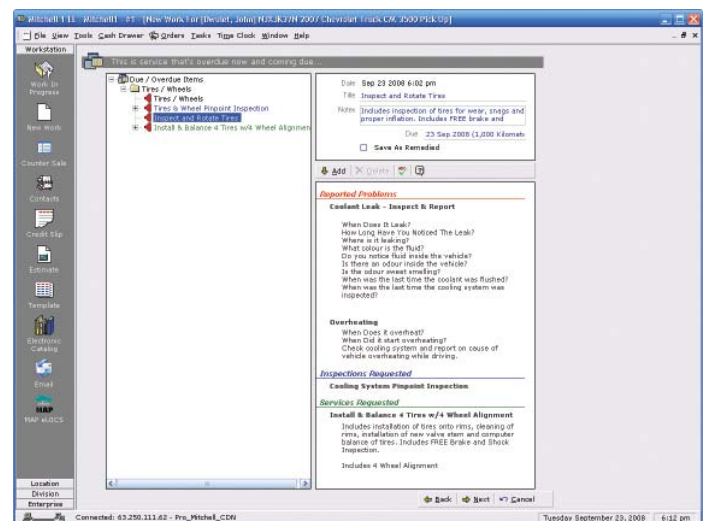 Mitchell 1 - #1 - [New Work For [Dwulet, John] 2007 Chevrolet Truck CM 3500 Pick Up]
File View Tools Cash Drawer Orders Tasks Time Clock Window Help
Workstation
This is service that's overdue now and coming due...
Work In Progress
New Work
Counter Sale
Contacts
Credit Slip
Estimate
Template
Electronic Catalog
Email
MAP
MAP eLOCS
Location
Division
Enterprise
Due / Overdue Items
Tires / Wheels
Tires / Wheels
Tires & Wheel Pinpoint Inspection
Inspect and Rotate Tires
Install & Balance 4 Tires w/4 Wheel Alignmen
Date Sep 23 2008 6:02 pm
Title Inspect and Rotate Tires
Notes Includes inspection of tires for wear, snags and
proper inflation. Includes FREE brake and
Due 23 Sep 2008 (1,000 Kilomet
Save As Remedied
Add Delete
Reported Problems
Coolant Leak - Inspect & Report
When Does It Leak?
How Long Have You Noticed The Leak?
Where is it leaking?
What colour is the fluid?
Do you notice fluid inside the vehicle?
Is there an odour inside the vehicle?
Is the odour sweet smelling?
When was the last time the coolant was flushed?
When was the last time the cooling system was
inspected?
Overheating
When Does it overheat?
When Did it start overheating?
Check cooling system and report on cause of
vehicle overheating while driving.
Inspections Requested
Cooling System Pinpoint Inspection
Services Requested
Install & Balance 4 Tires w/4 Wheel Alignment
Includes installation of tires onto rims, cleaning of
rims, installation of new valve stem and computer
balance of tires. Includes FREE Brake and Shock
Inspection.
Includes 4 Wheel Alignment
Back Next Cancel
Connected: 63.250.111.62 - Pro_Mitchell_CDN
Tuesday September 23, 2008 6:12 pm